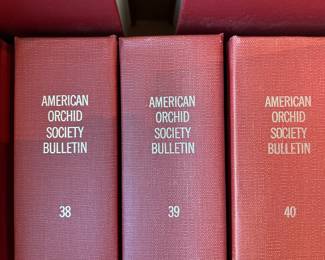 AMERICAN
ORCHID
SOCIETY
BULLETIN
38
AMERICAN
ORCHID
SOCIETY
BULLETIN
39
AMERICAN
ORCHID
SOCIETY
BULLETIN
40